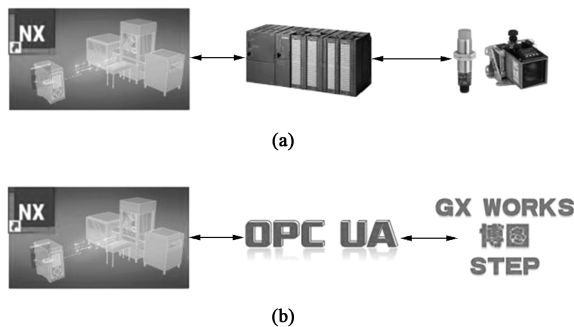 NX
(a)
NX
OPC UA
GX WORKS
博图
STEP
(b)